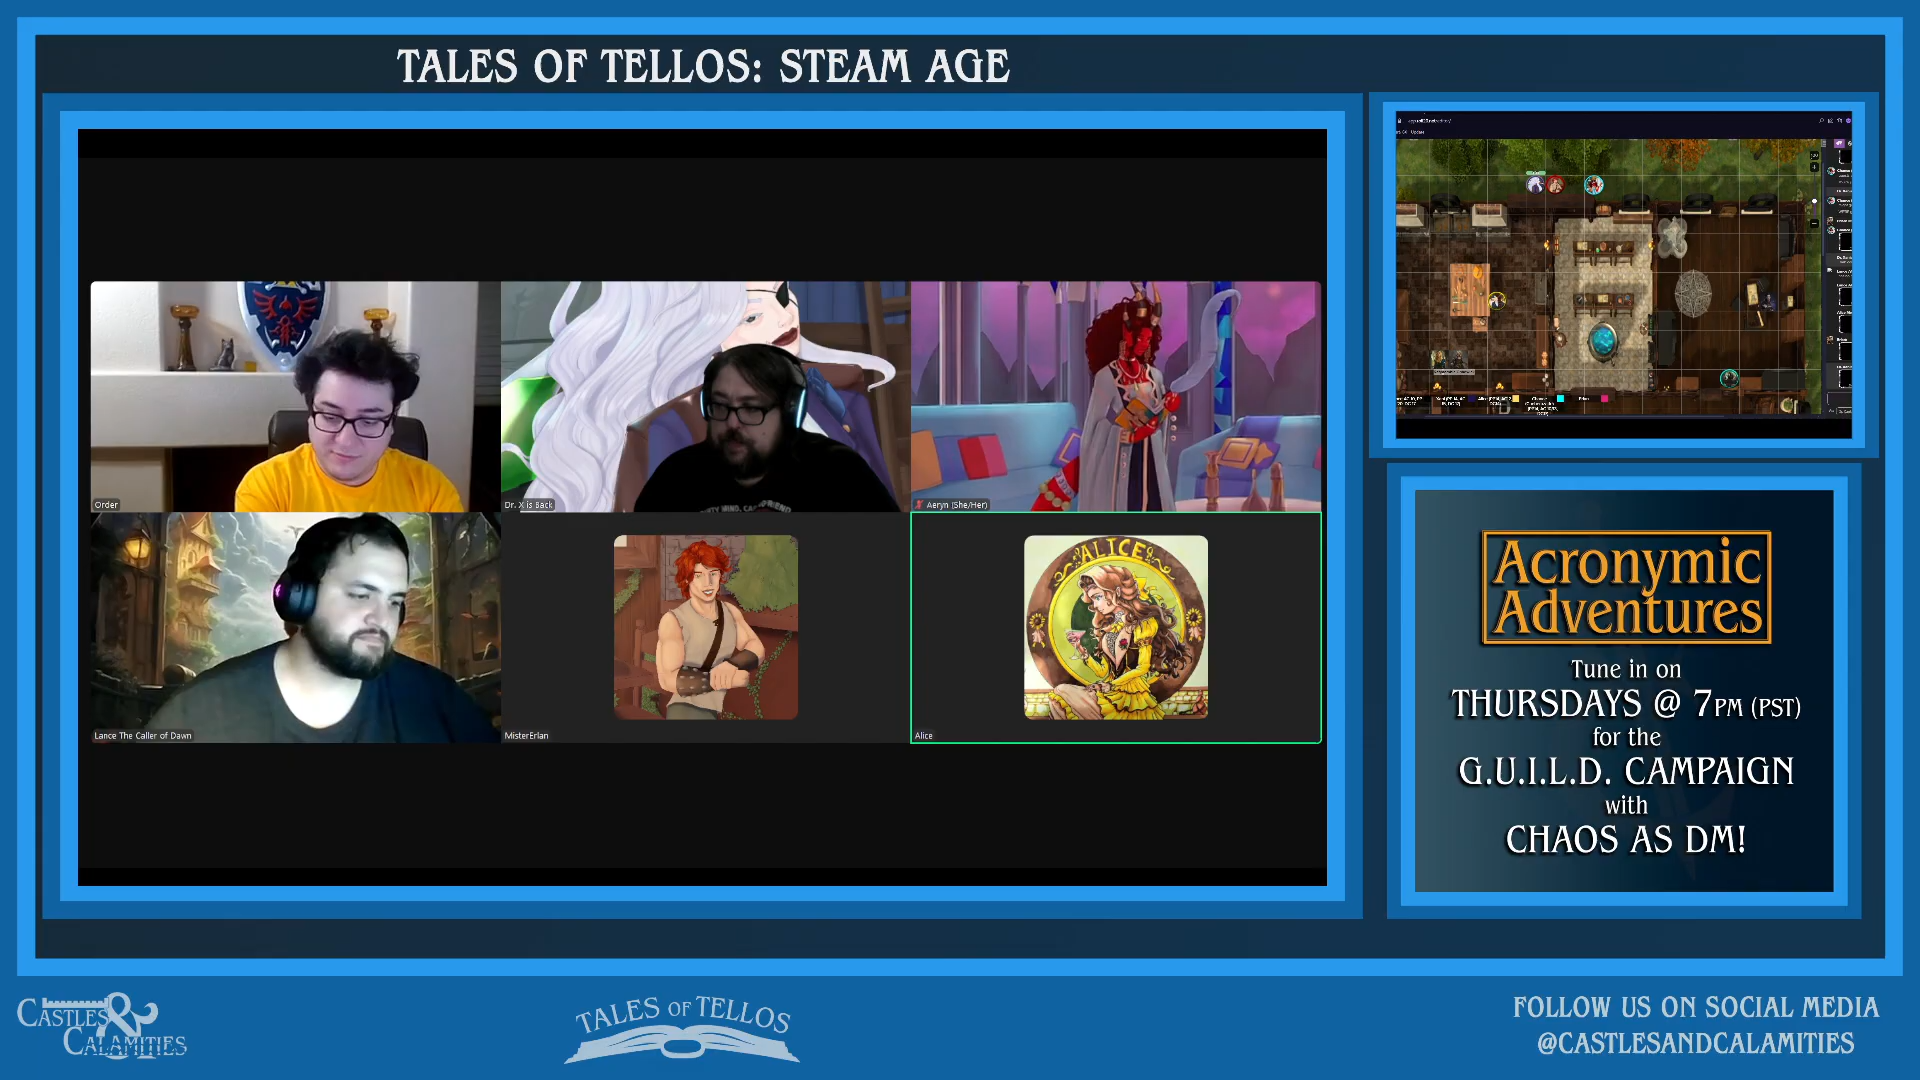 TALES OF TELLOS: STEAM AGE
Order
Dr. X is Back
Aeryn (She/Her)
Lance The Caller of Dawn
MisterErlan
ALICE
Alice
Acronymic
Adventures
Tune in on
THURSDAYS @ 7PM (PST)
for the
G.U.I.L.D. CAMPAIGN
with
CHAOS AS DM!
CASTLES &
CALAMITIES
TALES OF TELLOS
FOLLOW US ON SOCIAL MEDIA
@CASTLESANDCALAMITIES